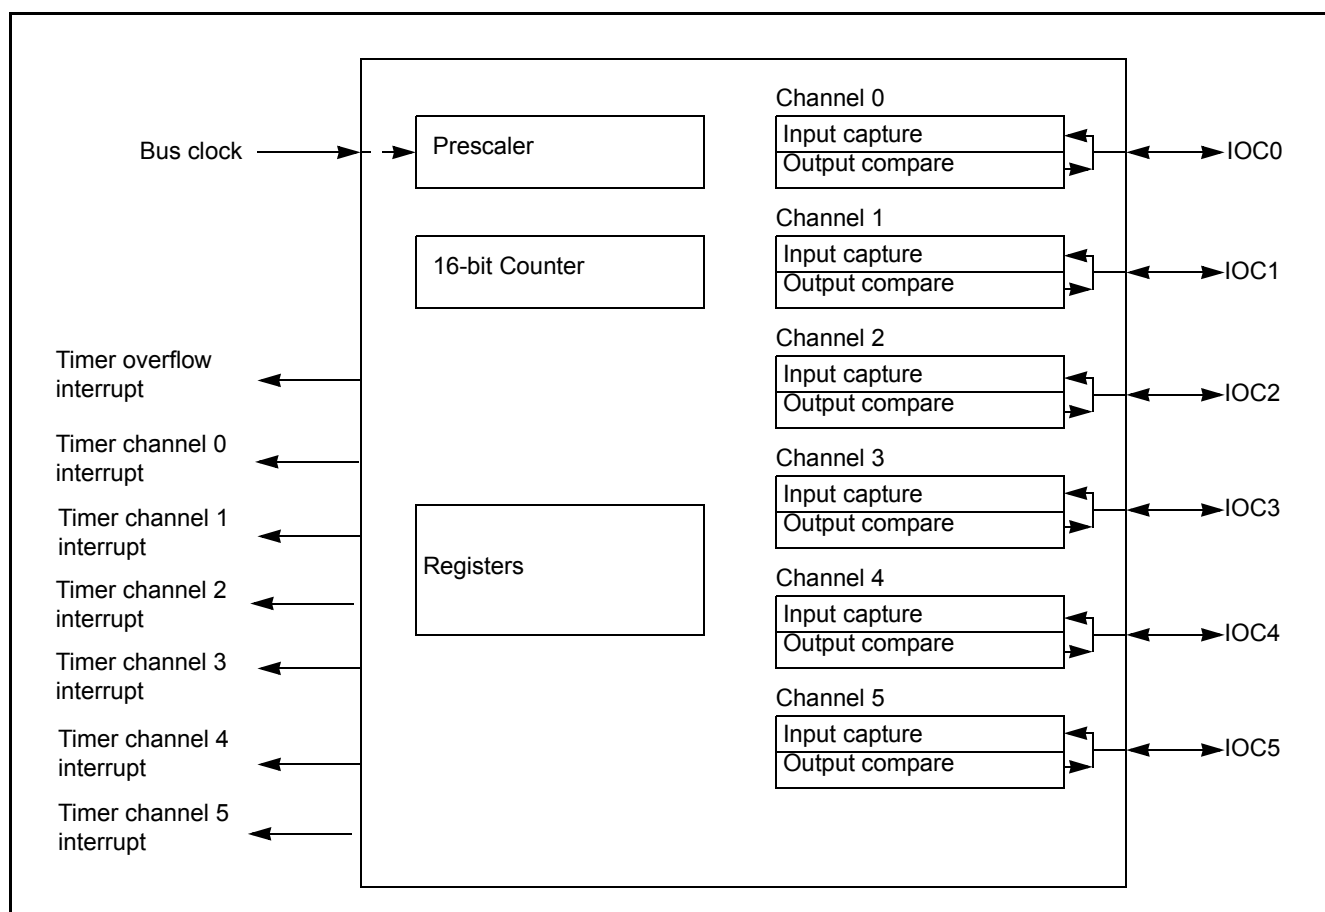 Bus clock
Prescaler
16-bit Counter
Registers
Timer overflow
interrupt
Timer channel 0
interrupt
Timer channel 1
interrupt
Timer channel 2
interrupt
Timer channel 3
interrupt
Timer channel 4
interrupt
Timer channel 5
interrupt
Channel 0
Input capture
Output compare
IOC0
Channel 1
Input capture
Output compare
IOC1
Channel 2
Input capture
Output compare
IOC2
Channel 3
Input capture
Output compare
IOC3
Channel 4
Input capture
Output compare
IOC4
Channel 5
Input capture
Output compare
IOC5